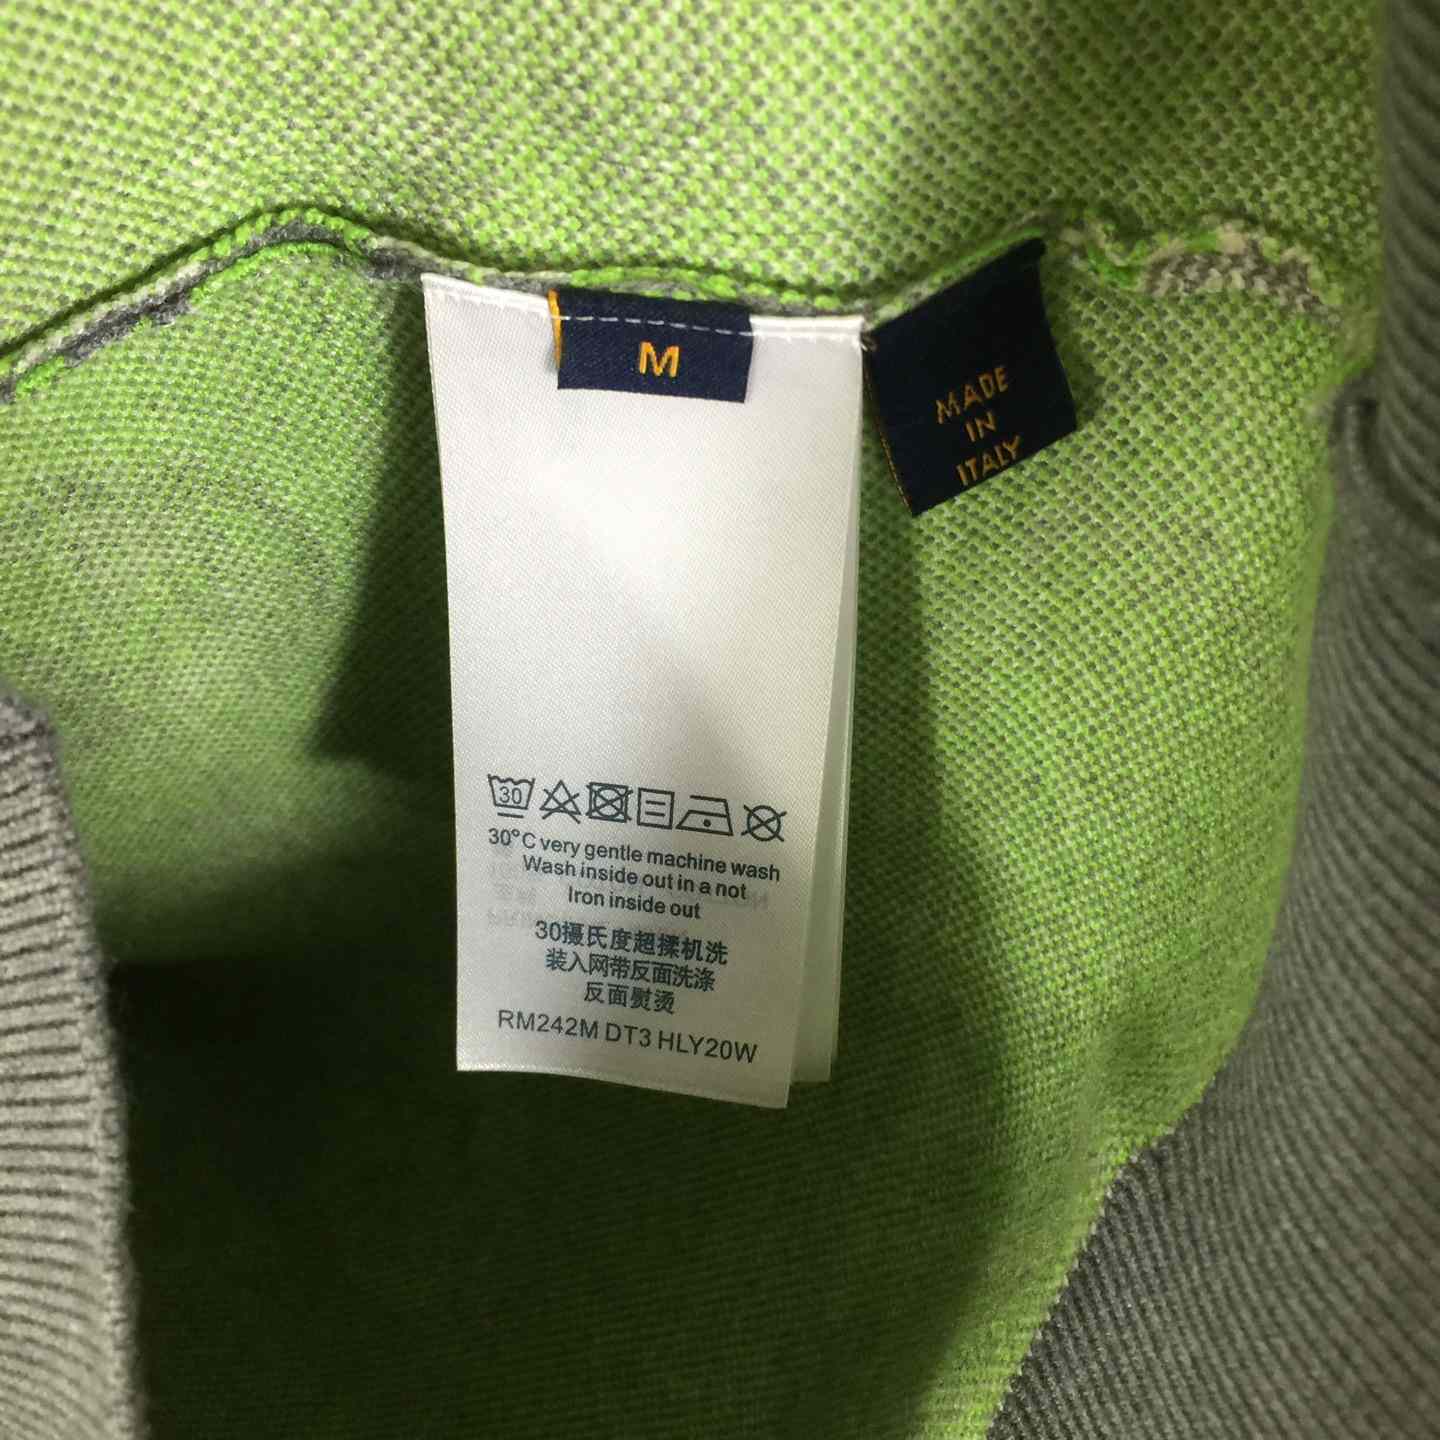 M
MADE
IN
ITALY
30
30°C very gentle machine wash
Wash inside out in a not
Iron inside out
30摄氏度超揉机洗
装入网带反面洗涤
反面熨烫
RM242M DT3 HLY20W